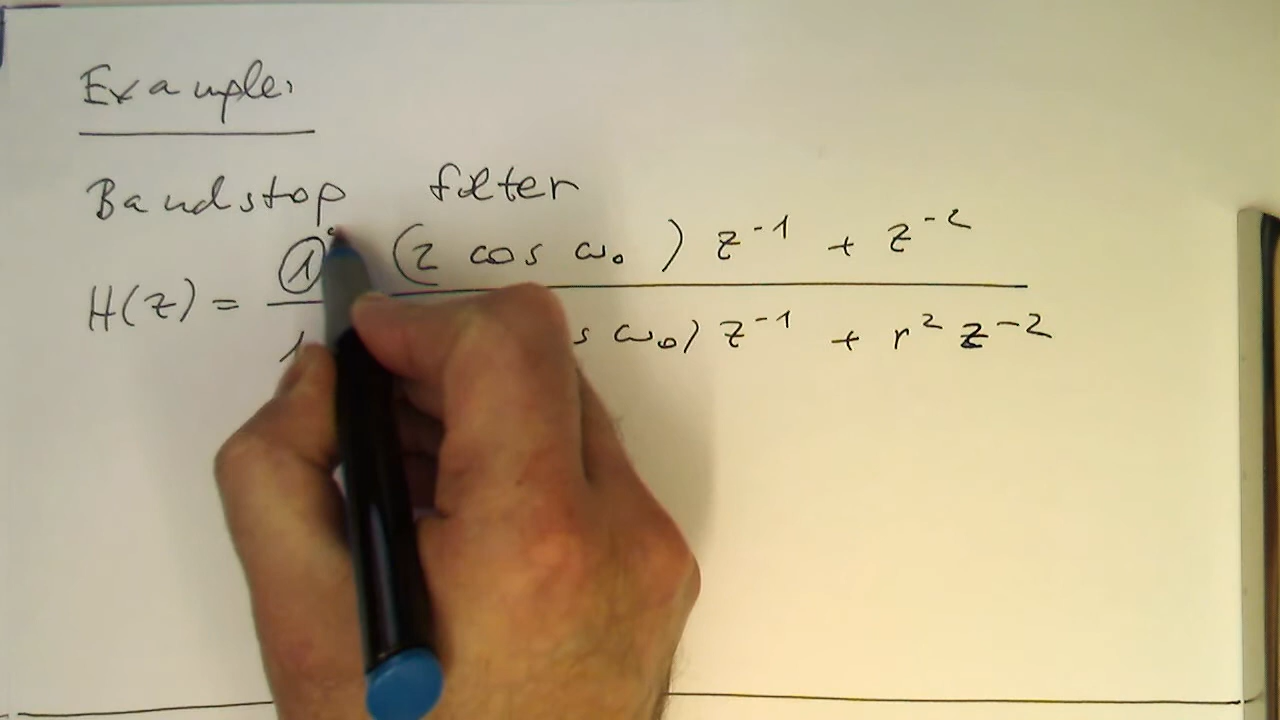 Example:
Bandstop filter
H(z) = 
1 (2 cos ω₀) z⁻¹ + z⁻²
1 s ω₀) z⁻¹ + r² z⁻²